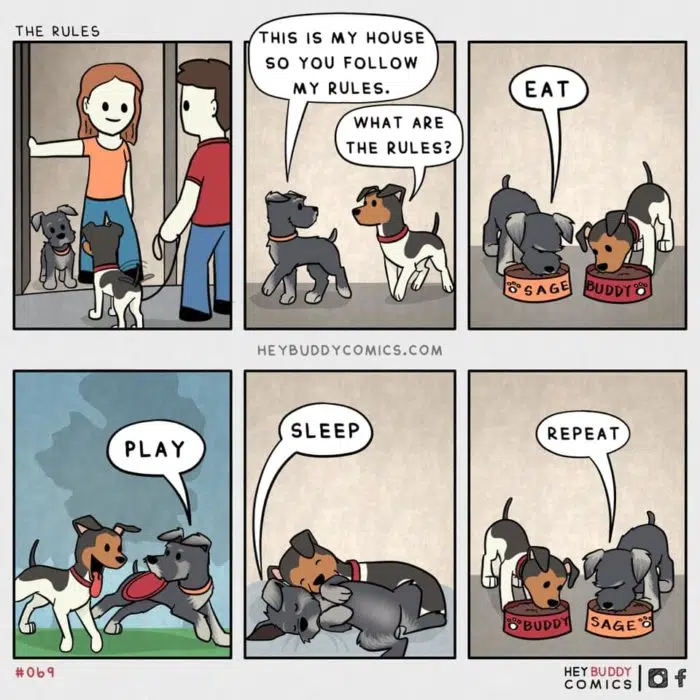 THE RULES
THIS IS MY HOUSE
SO YOU FOLLOW
MY RULES.
WHAT ARE
THE RULES?
EAT
SAGE
BUDDY
HEYBUDDYCOMICS.COM
PLAY
SLEEP
REPEAT
BUDDY
SAGE
#069
HEY BUDDY
COMICS